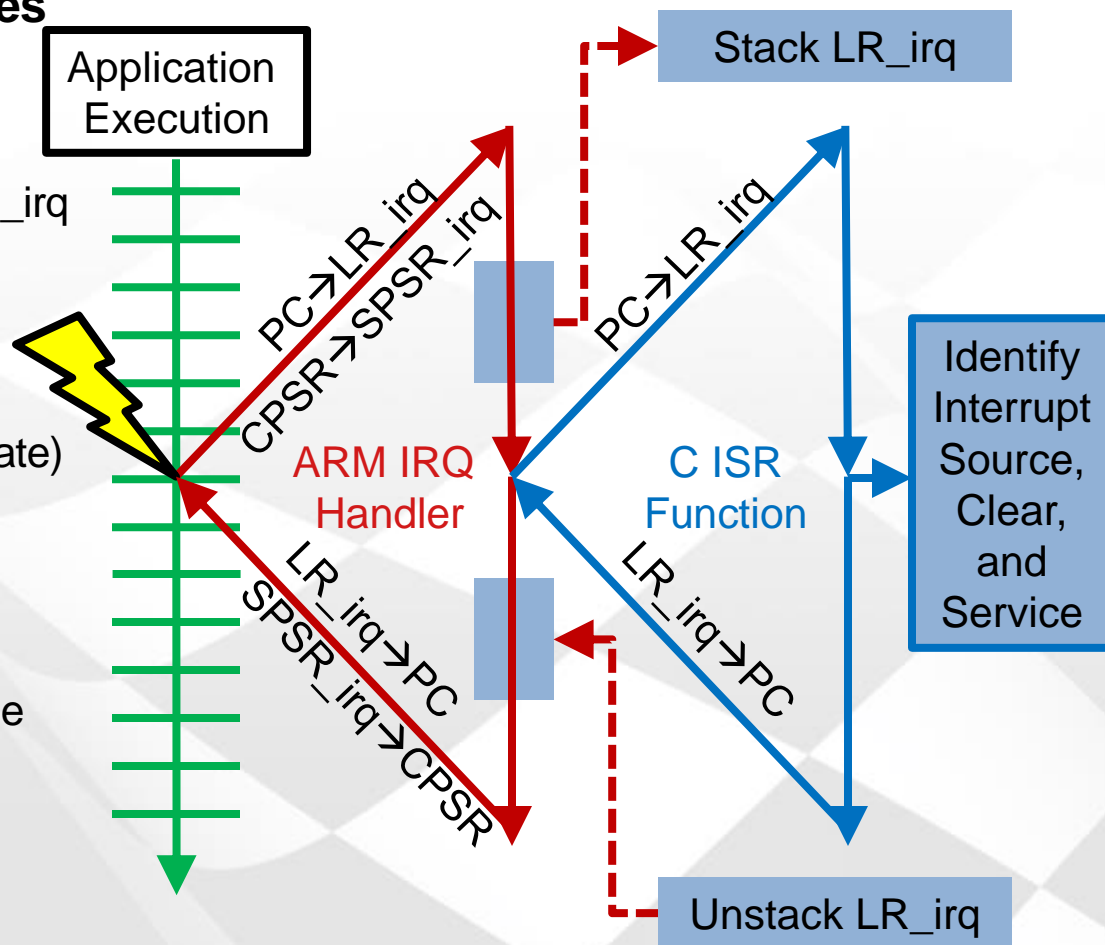 es
Application
Execution
_irq
ate)
e
Stack LR_irq
PC→LR_irq
CPSR→SPSR_irq
ARM IRQ
Handler
LR_irq→PC
SPSR_irq→CPSR
PC→LR_irq
C ISR
Function
LR_irq→PC
Identify
Interrupt
Source,
Clear,
and
Service
Unstack LR_irq